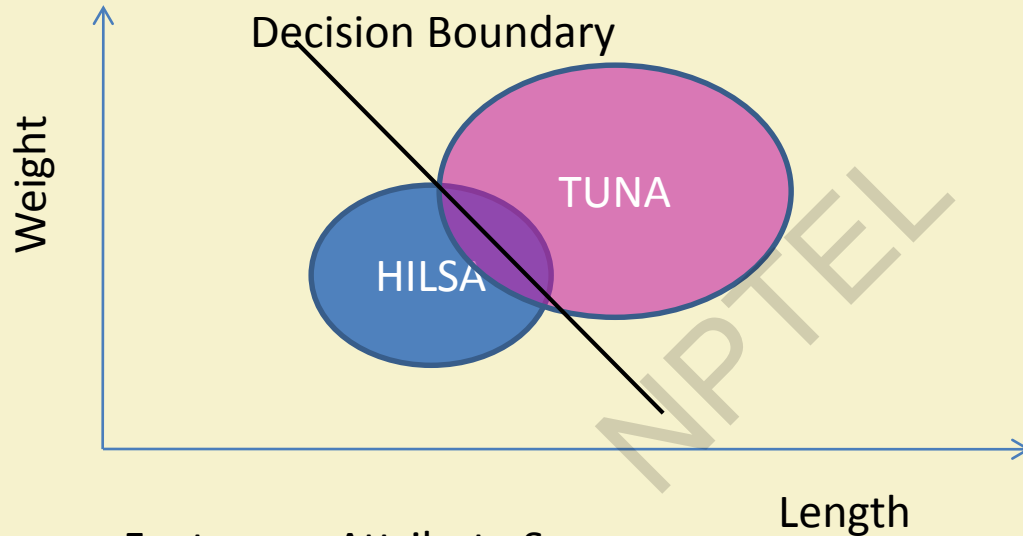 Decision Boundary
Weight
TUNA
HILSA
NPTEL
Length